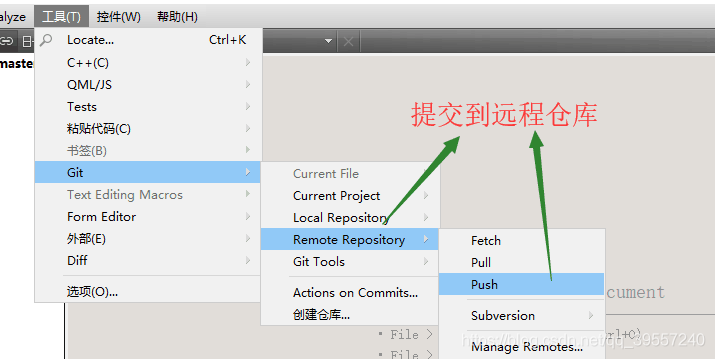 alyze 工具(T) 控件(W) 帮助(H)
maste
Locate... Ctrl+K
C++(C)
QML/JS
Tests
粘贴代码(C)
书签(B)
Git
Text Editing Macros
Form Editor
外部(E)
Diff
选项(O)...
提交到远程仓库
Current File
Current Project
Local Repository
Remote Repository
Git Tools
Actions on Commits...
创建仓库...
Fetch
Pull
Push
Subversion
Manage Remotes...
cument
• File >
rl+O)
• File >
https://blog.csdn.net/qq_39557240